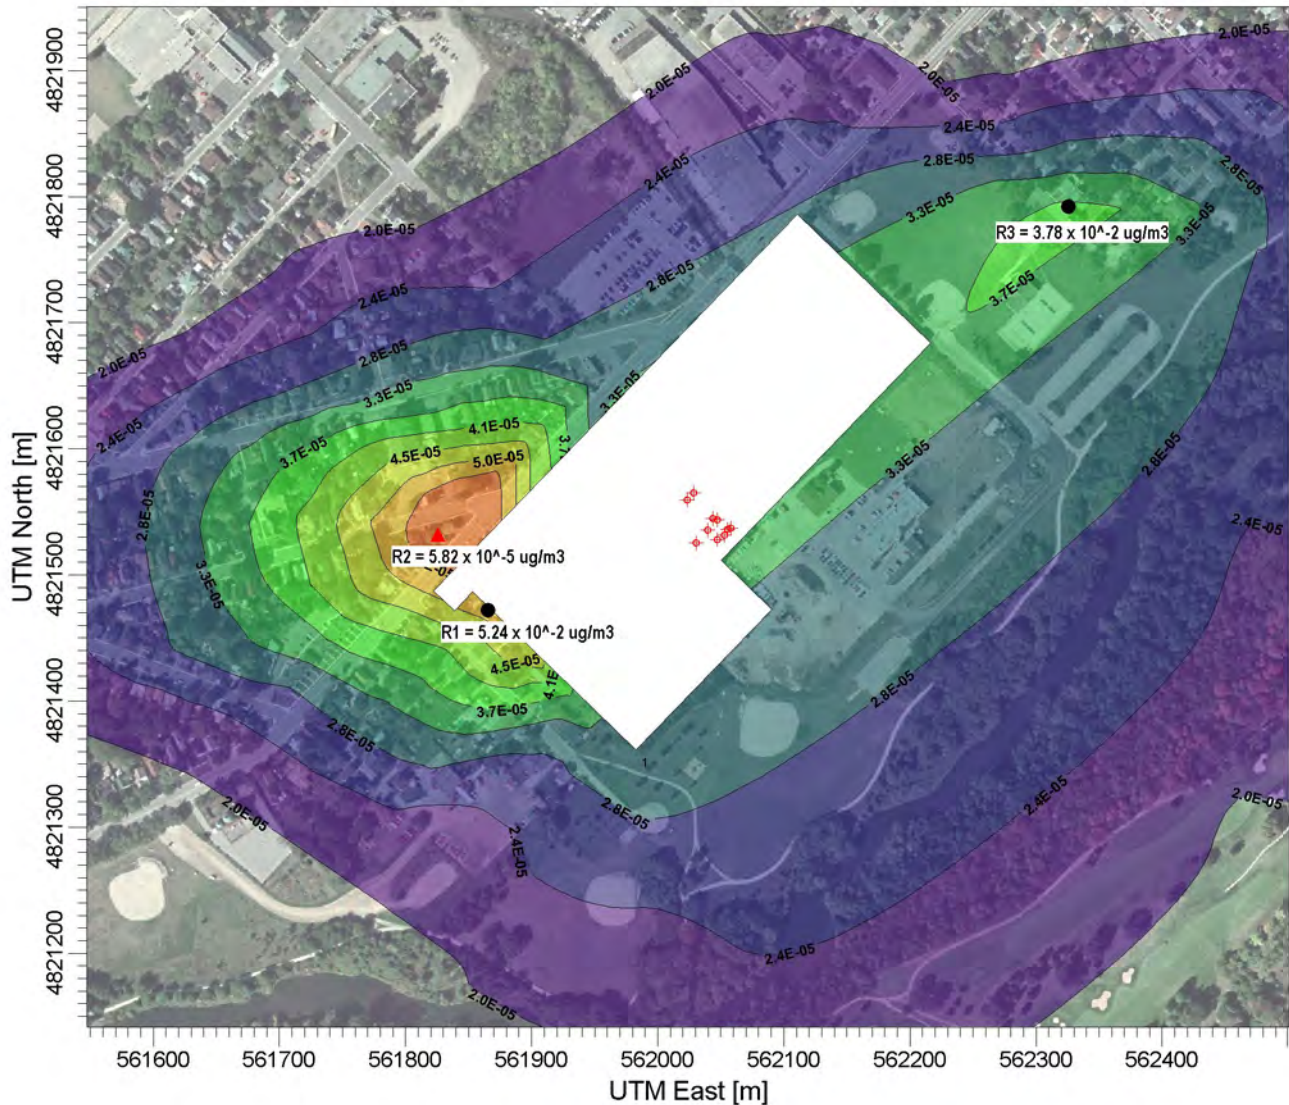 2.0E-05
2.0E-05
2.0E-05
2.4E-05
2.4E-05
2.8E-05
2.8E-05
3.3E-05
3.3E-05
R3 = 3.78 x 10^-2 ug/m3
2.0E-05
2.8E-05
3.7E-05
2.4E-05
2.0E-05
2.8E-05
3.3E-05
3.3E-05
2.4E-05
4.1E-05
3.7E-05
4.5E-05
5.0E-05
3.7
3.3E-05
2.8E-05
2.8E-05
2.4E-05
R2 = 5.82 x 10^-5 ug/m3
3.3E-05
R1 = 5.24 x 10^-2 ug/m3
4.5E-05
4.1E
3.7E-05
2.8E-05
2.8E-05
1
2.8E-05
2.4E-05
2.0E-05
2.0E-05
2.4E-05
2.4E-05
2.0E-05
4821900
4821800
4821700
4821600
4821500
4821400
4821300
4821200
UTM North [m]
561600 561700 561800 561900 562000 562100 562200 562300 562400
UTM East [m]